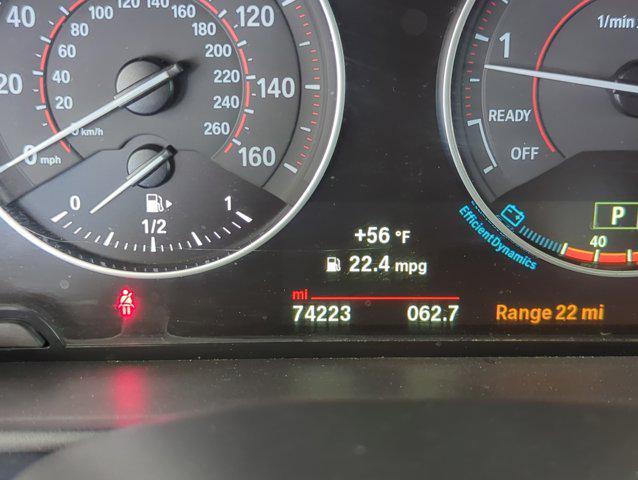 40
100 120 140
160
160
120
1/min
80
180
60
200
1
20
40
220
140
20
240
READY
0 km/h
260
0 mph
160
OFF
0
1
1/2
P
EfficientDynamics
+56 °F
40
22.4 mpg
mi
74223
062.7
Range 22 mi